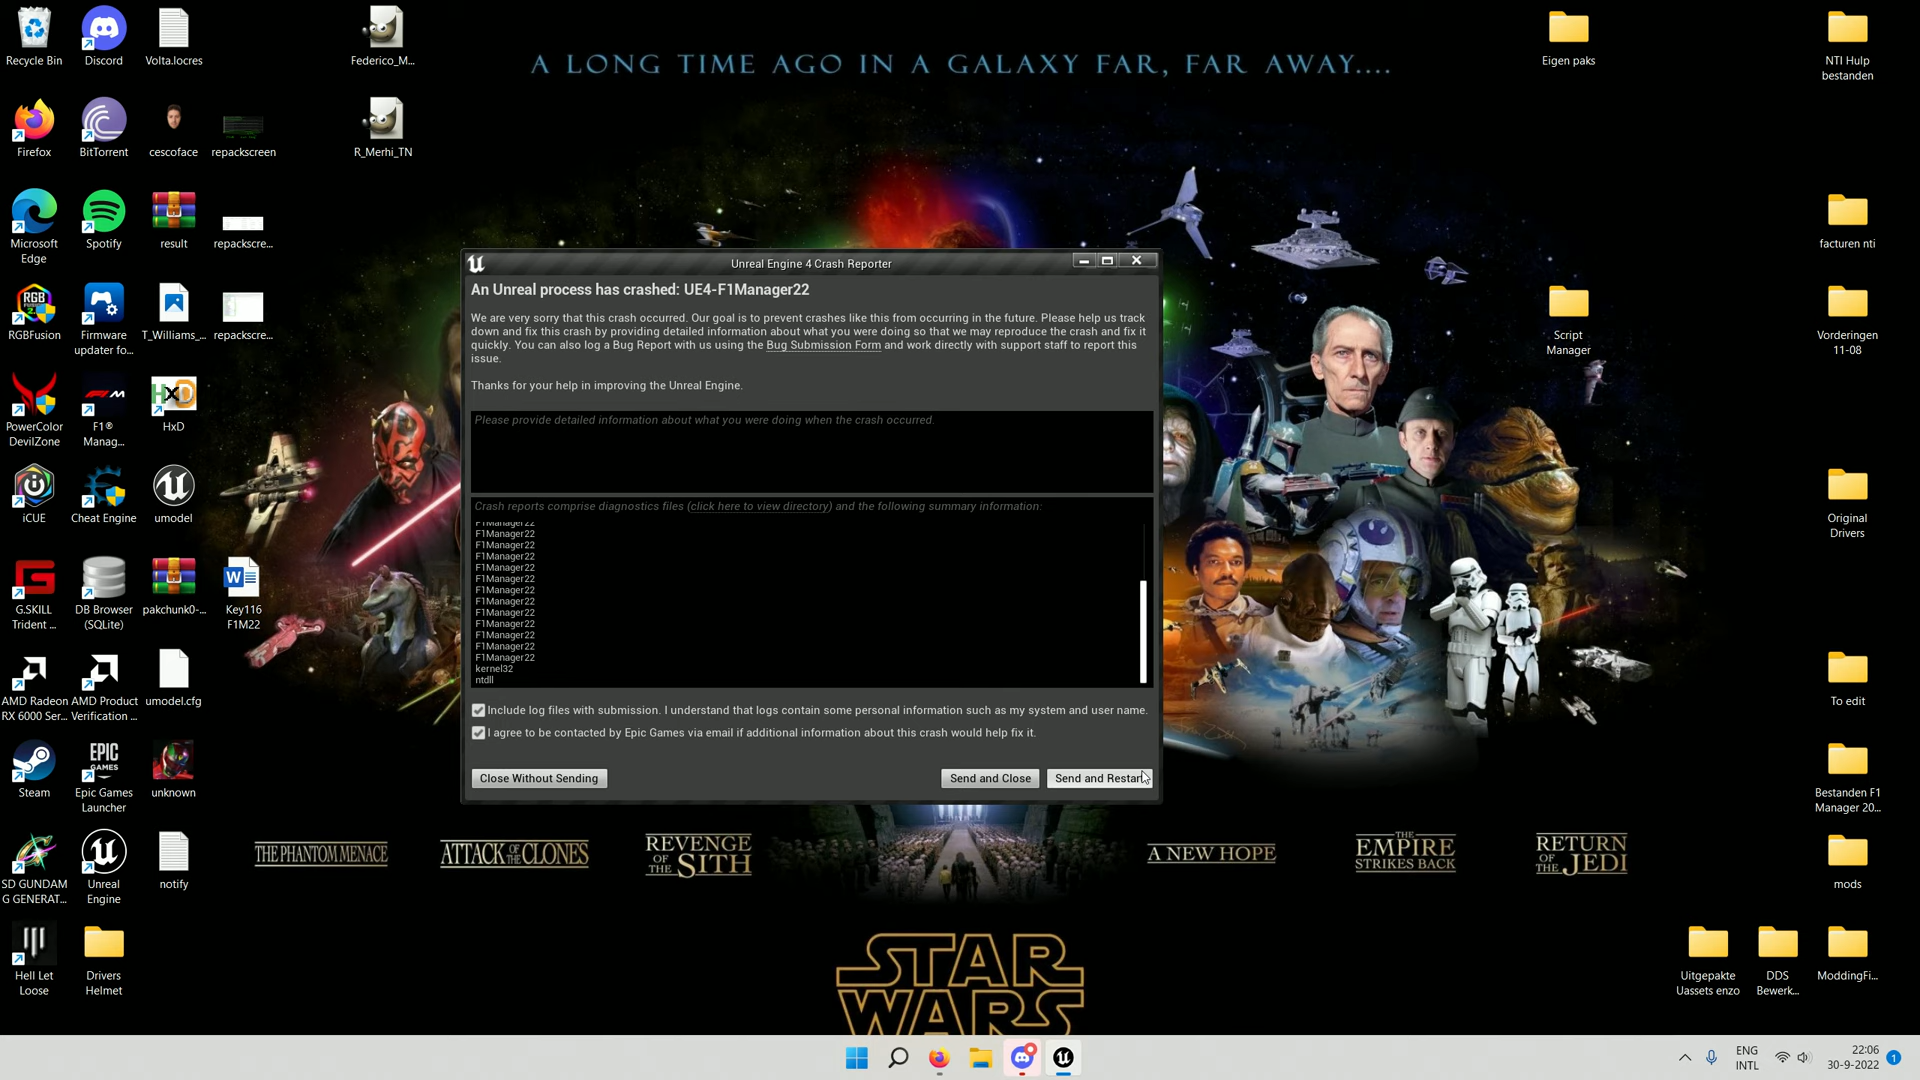 Recycle Bin
Discord
Volta.locres
Federico_M...
A LONG TIME AGO IN A GALAXY FAR, FAR AWAY....
Eigen paks
NTI Hulp
bestanden
Firefox
BitTorrent
cescoface
repackscreen
R_Merhi_TN
Microsoft
Edge
Spotify
result
repackscre...
facturen nti
RGB
FUSION
2.0
RGBFusion
Firmware
updater fo...
T_Williams_...
repackscre...
Script
Manager
Vorderingen
11-08
PowerColor
DevilZone
F1®
Manag...
HxD
HxD
iCUE
Cheat Engine
umodel
Original
Drivers
G.SKILL
Trident ...
DB Browser
(SQLite)
pakchunk0-...
Key116
F1M22
AMD Radeon
RX 6000 Ser...
AMD Product
Verification ...
umodel.cfg
To edit
Steam
EPIC
GAMES
Epic Games
Launcher
unknown
Bestanden F1
Manager 20...
SD GUNDAM
G GENERAT...
Unreal
Engine
notify
mods
Hell Let
Loose
Drivers
Helmet
Uitgepakte
Uassets enzo
DDS
Bewerk...
ModdingFi...
Unreal Engine 4 Crash Reporter
An Unreal process has crashed: UE4-F1Manager22
We are very sorry that this crash occurred. Our goal is to prevent crashes like this from occurring in the future. Please help us track
down and fix this crash by providing detailed information about what you were doing so that we may reproduce the crash and fix it
quickly. You can also log a Bug Report with us using the Bug Submission Form and work directly with support staff to report this
issue.
Thanks for your help in improving the Unreal Engine.
Please provide detailed information about what you were doing when the crash occurred.
Crash reports comprise diagnostics files (click here to view directory) and the following summary information:
F1Manager22
F1Manager22
F1Manager22
F1Manager22
F1Manager22
F1Manager22
F1Manager22
F1Manager22
F1Manager22
F1Manager22
F1Manager22
F1Manager22
F1Manager22
kernel32
ntdll
Include log files with submission. I understand that logs contain some personal information such as my system and user name.
I agree to be contacted by Epic Games via email if additional information about this crash would help fix it.
Close Without Sending
Send and Close
Send and Restart
THE PHANTOM MENACE
ATTACK OF THE CLONES
REVENGE
OF THE SITH
A NEW HOPE
THE
EMPIRE
STRIKES BACK
RETURN
OF THE JEDI
STAR
WARS
ENG
INTL
22:06
30-9-2022
1